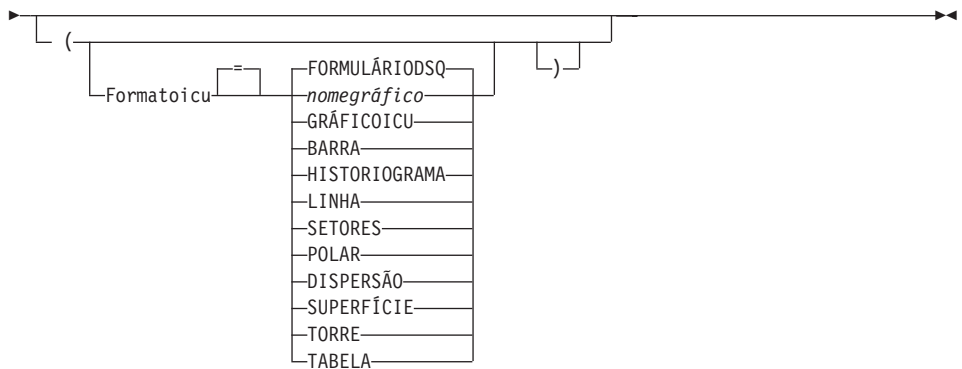 (
= FORMULÁRIODSQ )
Formatoicu nomegráfico
GRÁFICOICU
BARRA
HISTORIOGRAMA
LINHA
SETORES
POLAR
DISPERSÃO
SUPERFÍCIE
TORRE
TABELA